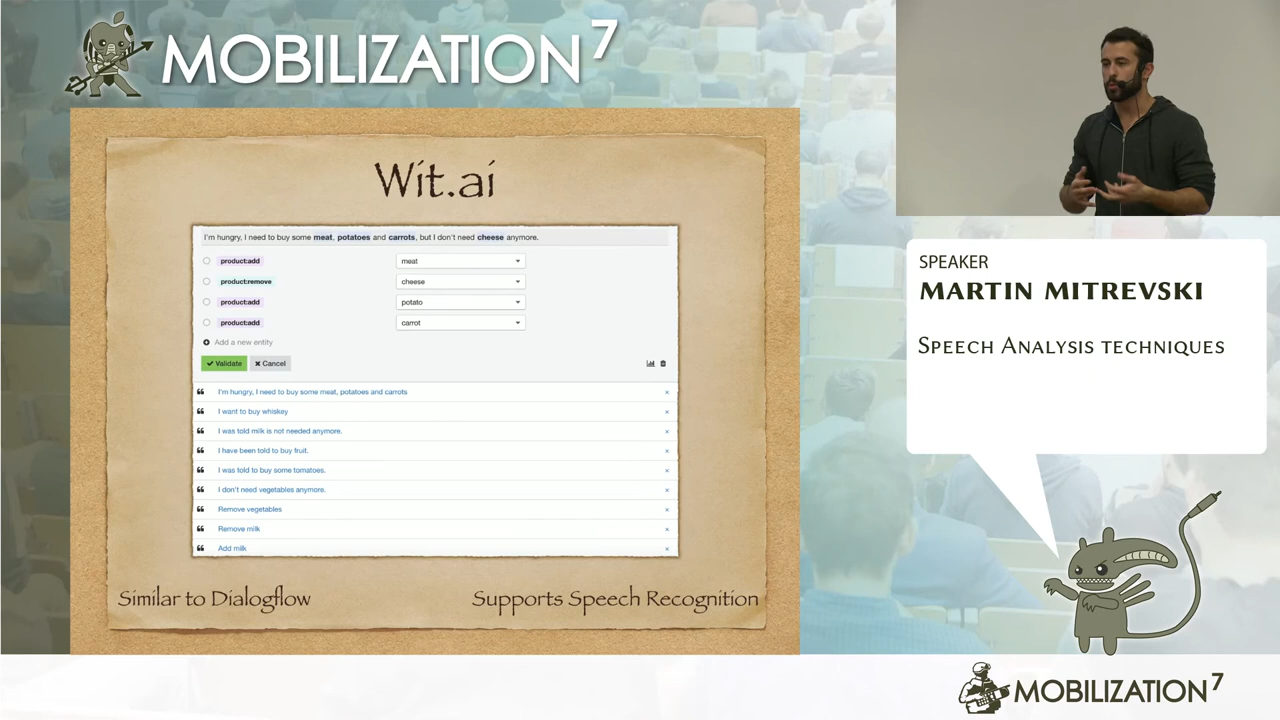 MOBILIZATION 7
Wit.ai
I'm hungry, I need to buy some meat, potatoes and carrots, but I don't need cheese anymore.
product:add meat
product:remove cheese
product:add potato
product:add carrot
Add a new entity
Validate Cancel
I'm hungry, I need to buy some meat, potatoes and carrots
I want to buy whiskey
I was told milk is not needed anymore.
I have been told to buy fruit.
I was told to buy some tomatoes.
I don't need vegetables anymore.
Remove vegetables
Remove milk
Add milk
Similar to Dialogflow
Supports Speech Recognition
SPEAKER
MARTIN MITREVSKI
SPEECH ANALYSIS TECHNIQUES
MOBILIZATION 7